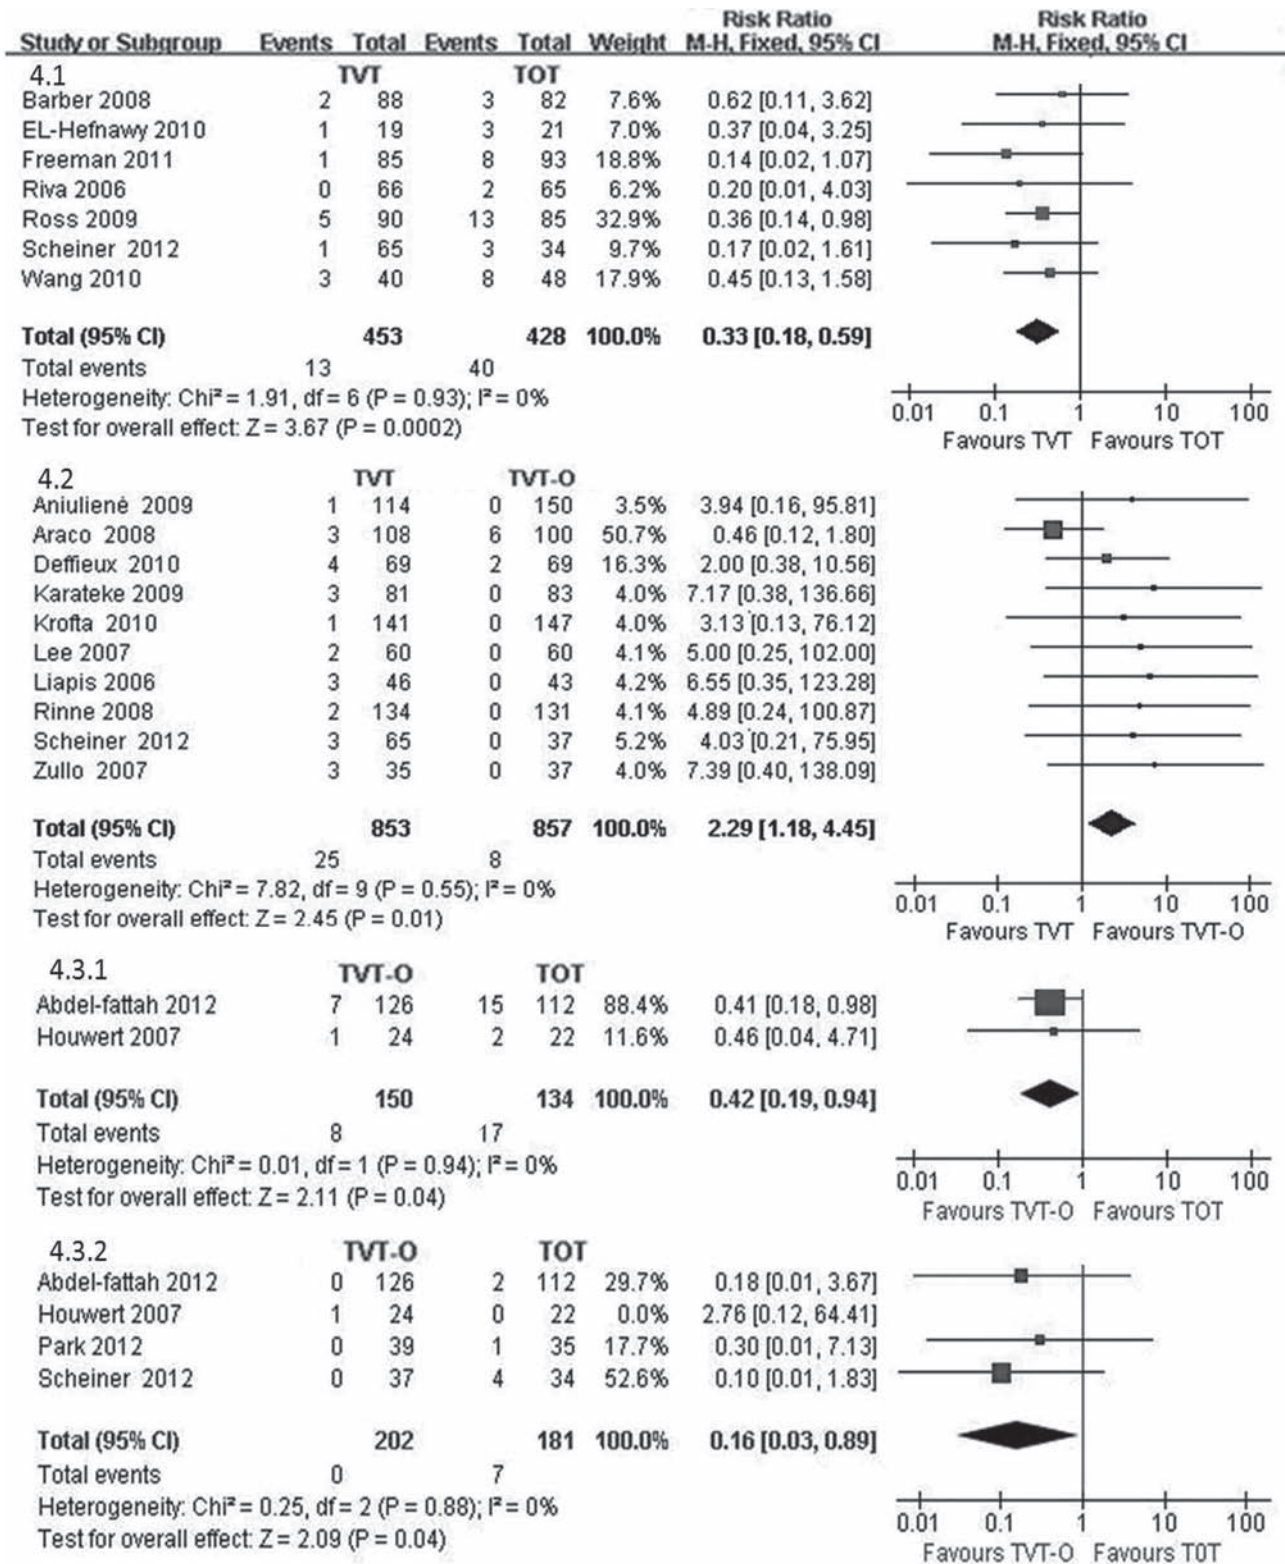 Risk Ratio Risk Ratio
Study or Subgroup Events Total Events Total Weight M-H, Fixed, 95% CI M-H, Fixed, 95% CI
4.1 TVT TOT
Barber 2008 2 88 3 82 7.6% 0.62 [0.11, 3.62]
EL-Hefnawy 2010 1 19 3 21 7.0% 0.37 [0.04, 3.25]
Freeman 2011 1 85 8 93 18.8% 0.14 [0.02, 1.07]
Riva 2006 0 66 2 65 6.2% 0.20 [0.01, 4.03]
Ross 2009 5 90 13 85 32.9% 0.36 [0.14, 0.98]
Scheiner 2012 1 65 3 34 9.7% 0.17 [0.02, 1.61]
Wang 2010 3 40 8 48 17.9% 0.45 [0.13, 1.58]
Total (95% CI) 453 428 100.0% 0.33 [0.18, 0.59]
Total events 13 40
Heterogeneity: Chi² = 1.91, df = 6 (P = 0.93); I² = 0%
Test for overall effect: Z = 3.67 (P = 0.0002)
0.01 0.1 1 10 100
Favours TVT Favours TOT
4.2 TVT TVT-O
Aniulienė 2009 1 114 0 150 3.5% 3.94 [0.16, 95.81]
Araco 2008 3 108 6 100 50.7% 0.46 [0.12, 1.80]
Deffieux 2010 4 69 2 69 16.3% 2.00 [0.38, 10.56]
Karateke 2009 3 81 0 83 4.0% 7.17 [0.38, 136.66]
Krofta 2010 1 141 0 147 4.0% 3.13 [0.13, 76.12]
Lee 2007 2 60 0 60 4.1% 5.00 [0.25, 102.00]
Liapis 2006 3 46 0 43 4.2% 6.55 [0.35, 123.28]
Rinne 2008 2 134 0 131 4.1% 4.89 [0.24, 100.87]
Scheiner 2012 3 65 0 37 5.2% 4.03 [0.21, 75.95]
Zullo 2007 3 35 0 37 4.0% 7.39 [0.40, 138.09]
Total (95% CI) 853 857 100.0% 2.29 [1.18, 4.45]
Total events 25 8
Heterogeneity: Chi² = 7.82, df = 9 (P = 0.55); I² = 0%
Test for overall effect: Z = 2.45 (P = 0.01)
0.01 0.1 1 10 100
Favours TVT Favours TVT-O
4.3.1 TVT-O TOT
Abdel-fattah 2012 7 126 15 112 88.4% 0.41 [0.18, 0.98]
Houwert 2007 1 24 2 22 11.6% 0.46 [0.04, 4.71]
Total (95% CI) 150 134 100.0% 0.42 [0.19, 0.94]
Total events 8 17
Heterogeneity: Chi² = 0.01, df = 1 (P = 0.94); I² = 0%
Test for overall effect: Z = 2.11 (P = 0.04)
0.01 0.1 1 10 100
Favours TVT-O Favours TOT
4.3.2 TVT-O TOT
Abdel-fattah 2012 0 126 2 112 29.7% 0.18 [0.01, 3.67]
Houwert 2007 1 24 0 22 0.0% 2.76 [0.12, 64.41]
Park 2012 0 39 1 35 17.7% 0.30 [0.01, 7.13]
Scheiner 2012 0 37 4 34 52.6% 0.10 [0.01, 1.83]
Total (95% CI) 202 181 100.0% 0.16 [0.03, 0.89]
Total events 0 7
Heterogeneity: Chi² = 0.25, df = 2 (P = 0.88); I² = 0%
Test for overall effect: Z = 2.09 (P = 0.04)
0.01 0.1 1 10 100
Favours TVT-O Favours TOT